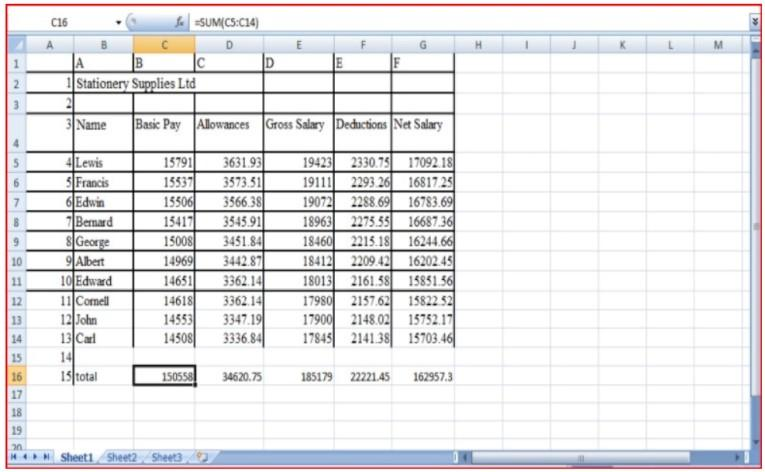 C16 fx =SUM(C5:C14)
A B C D E F G H I J K L M
1 A B C D E F
2 1 Stationery Supplies Ltd
3 2
3 Name Basic Pay Allowances Gross Salary Deductions Net Salary
4
5 4 Lewis 15791 3631.93 19423 2330.75 17092.18
6 5 Francis 15537 3573.51 19111 2293.26 16817.25
7 6 Edwin 15506 3566.38 19072 2288.69 16783.69
8 7 Bernard 15417 3545.91 18963 2275.55 16687.36
9 8 George 15008 3451.84 18460 2215.18 16244.66
10 9 Albert 14969 3442.87 18412 2209.42 16202.45
11 10 Edward 14651 3362.14 18013 2161.58 15851.56
12 11 Cornell 14618 3362.14 17980 2157.62 15822.52
13 12 John 14553 3347.19 17900 2148.02 15752.17
14 13 Carl 14508 3336.84 17845 2141.38 15703.46
15 14
16 15 total 150558 34620.75 185179 22221.45 162957.3
17
18
19
20
Sheet1 Sheet2 Sheet3